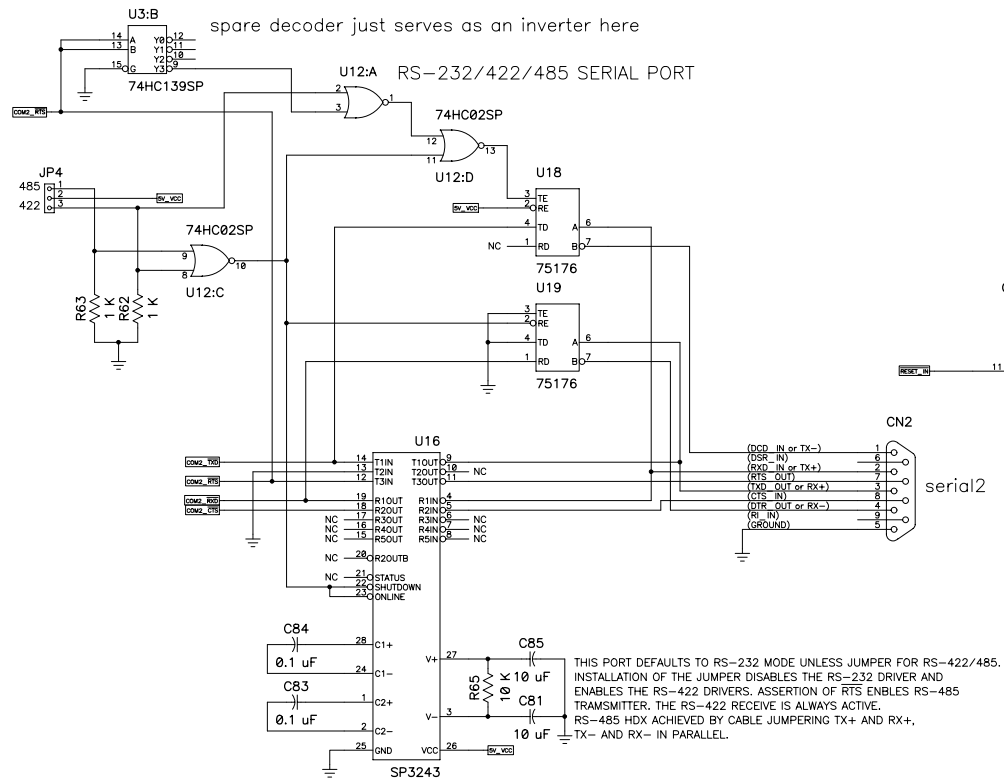 U3:B
spare decoder just serves as an inverter here
14 A Y0 12
13 B Y1 11
Y2 10
15 G Y3 9
74HC139SP
U12:A
RS-232/422/485 SERIAL PORT
2
3
1
74HC02SP
12
11
13
U12:D
COM2_RTS
JP4
485 1
2
422 3
5V_VCC
74HC02SP
9
8
10
U12:C
R63
1 K
R62
1 K
U18
3 TE
5V_VCC 2 RE
4 TD A 6
NC 1 RD B 7
75176
U19
3 TE
2 RE
4 TD A 6
1 RD B 7
75176
RESET_IN 11
U16
COM2_TXD 14 T1IN T1OUT 9
13 T2IN T2OUT 10 NC
COM2_RTS 12 T3IN T3OUT 11
COM2_RXD 19 R1OUT R1IN 4
COM2_CTS 18 R2OUT R2IN 5
NC 17 R3OUT R3IN 6 NC
NC 16 R4OUT R4IN 7 NC
NC 15 R5OUT R5IN 8 NC
NC 20 R2OUTB
NC 21 STATUS
22 SHUTDOWN
23 ONLINE
C84
0.1 uF
28 C1+
24 C1-
C83
0.1 uF
1 C2+
2 C2-
25 GND
V+ 27
V- 3
VCC 26 5V_VCC
SP3243
R65
10 K
C85
10 uF
C81
10 uF
CN2
(DCD_IN or TX-) 1
(DSR_IN) 6
(RXD_IN or TX+) 2
(RTS_OUT) 7
(TXD_OUT or RX+) 3
(CTS_IN) 8
(DTR_OUT or RX-) 4
(RI_IN) 9
(GROUND) 5
serial2
THIS PORT DEFAULTS TO RS-232 MODE UNLESS JUMPER FOR RS-422/485.
INSTALLATION OF THE JUMPER DISABLES THE RS-232 DRIVER AND
ENABLES THE RS-422 DRIVERS. ASSERTION OF RTS ENBLES RS-485
TRAMSMITTER. THE RS-422 RECEIVE IS ALWAYS ACTIVE.
RS-485 HDX ACHIEVED BY CABLE JUMPERING TX+ AND RX+,
TX- AND RX- IN PARALLEL.